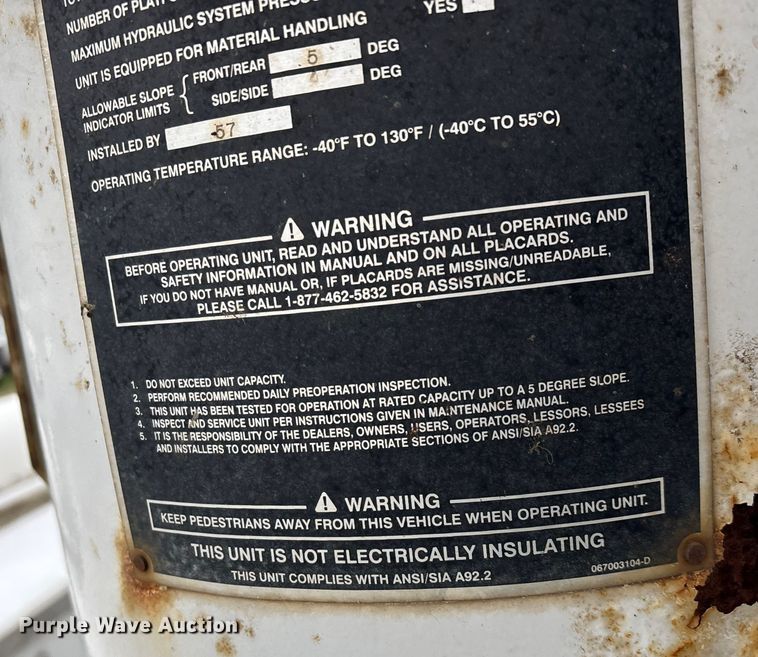 NUMBER OF
MAXIMUM HYDRAULIC SYSTEM
UNIT IS EQUIPPED FOR MATERIAL HANDLING YES
ALLOWABLE SLOPE INDICATOR LIMITS { FRONT/REAR 5 DEG
SIDE/SIDE 4 DEG
INSTALLED BY 57
OPERATING TEMPERATURE RANGE: -40°F TO 130°F / (-40°C TO 55°C)
WARNING
BEFORE OPERATING UNIT, READ AND UNDERSTAND ALL OPERATING AND
SAFETY INFORMATION IN MANUAL AND ON ALL PLACARDS.
IF YOU DO NOT HAVE MANUAL OR, IF PLACARDS ARE MISSING/UNREADABLE,
PLEASE CALL 1-877-462-5832 FOR ASSISTANCE.
1. DO NOT EXCEED UNIT CAPACITY.
2. PERFORM RECOMMENDED DAILY PREOPERATION INSPECTION.
3. THIS UNIT HAS BEEN TESTED FOR OPERATION AT RATED CAPACITY UP TO A 5 DEGREE SLOPE.
4. INSPECT AND SERVICE UNIT PER INSTRUCTIONS GIVEN IN MAINTENANCE MANUAL.
5. IT IS THE RESPONSIBILITY OF THE DEALERS, OWNERS, USERS, OPERATORS, LESSORS, LESSEES
AND INSTALLERS TO COMPLY WITH THE APPROPRIATE SECTIONS OF ANSI/SIA A92.2.
WARNING
KEEP PEDESTRIANS AWAY FROM THIS VEHICLE WHEN OPERATING UNIT.
THIS UNIT IS NOT ELECTRICALLY INSULATING
THIS UNIT COMPLIES WITH ANSI/SIA A92.2
067003104-D
Purple Wave Auction